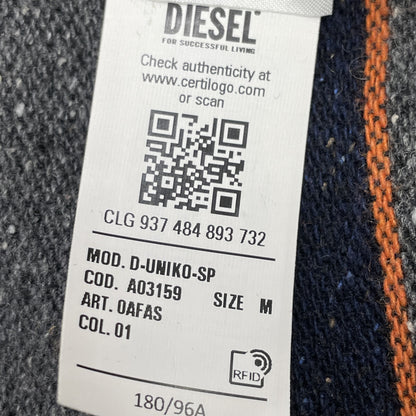 DIESEL
FOR SUCCESSFUL LIVING
Check authenticity at
www.certilogo.com
or scan
CLG 937 484 893 732
MOD. D-UNIKO-SP
COD. A03159 SIZE M
ART. 0AFAS
COL. 01
RFID
180/96A